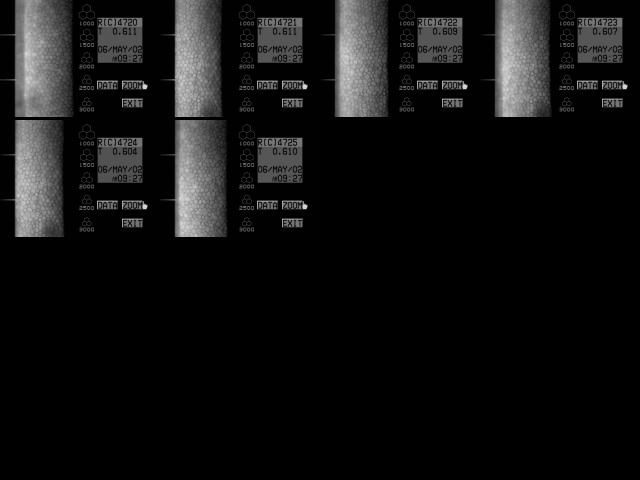 1000
R(C)4720
T 0.611
1500
06/MAY/02
09:27
2000
2500
DATA ZOOM
3000
EXIT
1000
R(C)4721
T 0.611
1500
06/MAY/02
09:27
2000
2500
DATA ZOOM
3000
EXIT
1000
R(C)4722
T 0.609
1500
06/MAY/02
09:27
2000
2500
DATA ZOOM
3000
EXIT
1000
R(C)4723
T 0.607
1500
06/MAY/02
09:27
2000
2500
DATA ZOOM
3000
EXIT
1000
R(C)4724
T 0.604
1500
06/MAY/02
09:27
2000
2500
DATA ZOOM
3000
EXIT
1000
R(C)4725
T 0.610
1500
06/MAY/02
09:27
2000
2500
DATA ZOOM
3000
EXIT